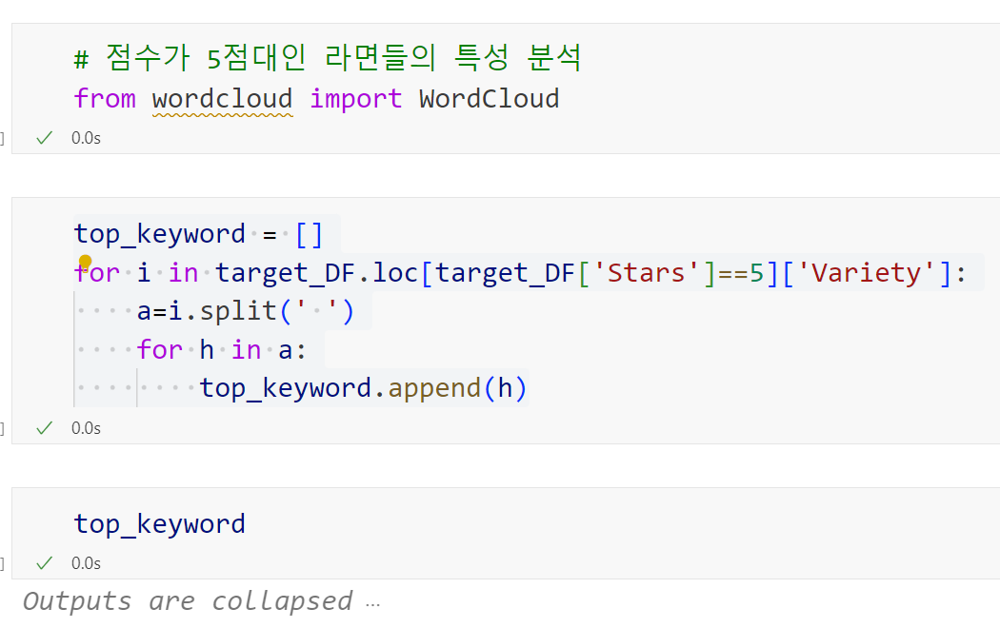 # 점수가 5점대인 라면들의 특성 분석
from wordcloud import WordCloud
] ✓ 0.0s
top_keyword = []
for i in target_DF.loc[target_DF['Stars']==5]['Variety']:
    a=i.split(' ')
    for h in a:
        top_keyword.append(h)
] ✓ 0.0s
top_keyword
] ✓ 0.0s
Outputs are collapsed ...